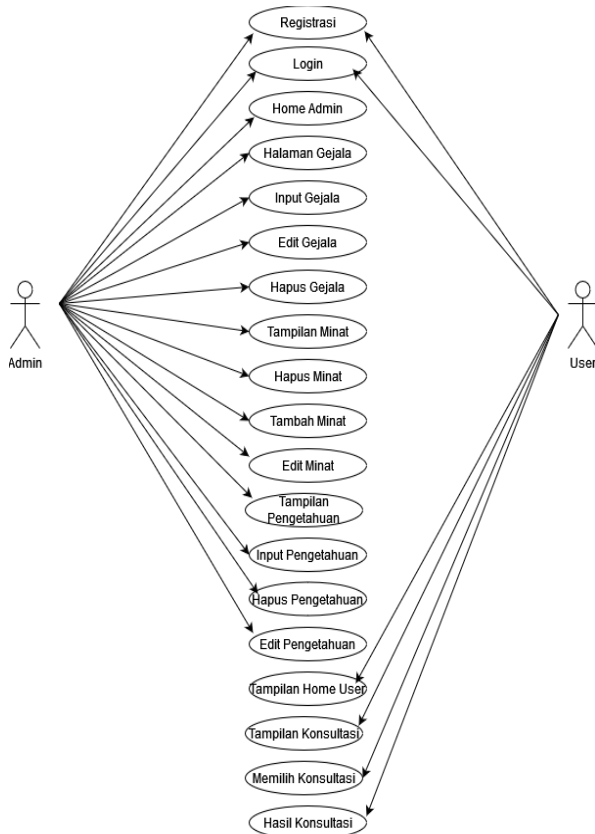 Registrasi
Login
Home Admin
Halaman Gejala
Input Gejala
Edit Gejala
Hapus Gejala
Tampilan Minat
Admin
User
Hapus Minat
Tambah Minat
Edit Minat
Tampilan
Pengetahuan
Input Pengetahuan
Hapus Pengetahuan
Edit Pengetahuan
Tampilan Home User
Tampilan Konsultasi
Memilih Konsultasi
Hasil Konsultasi